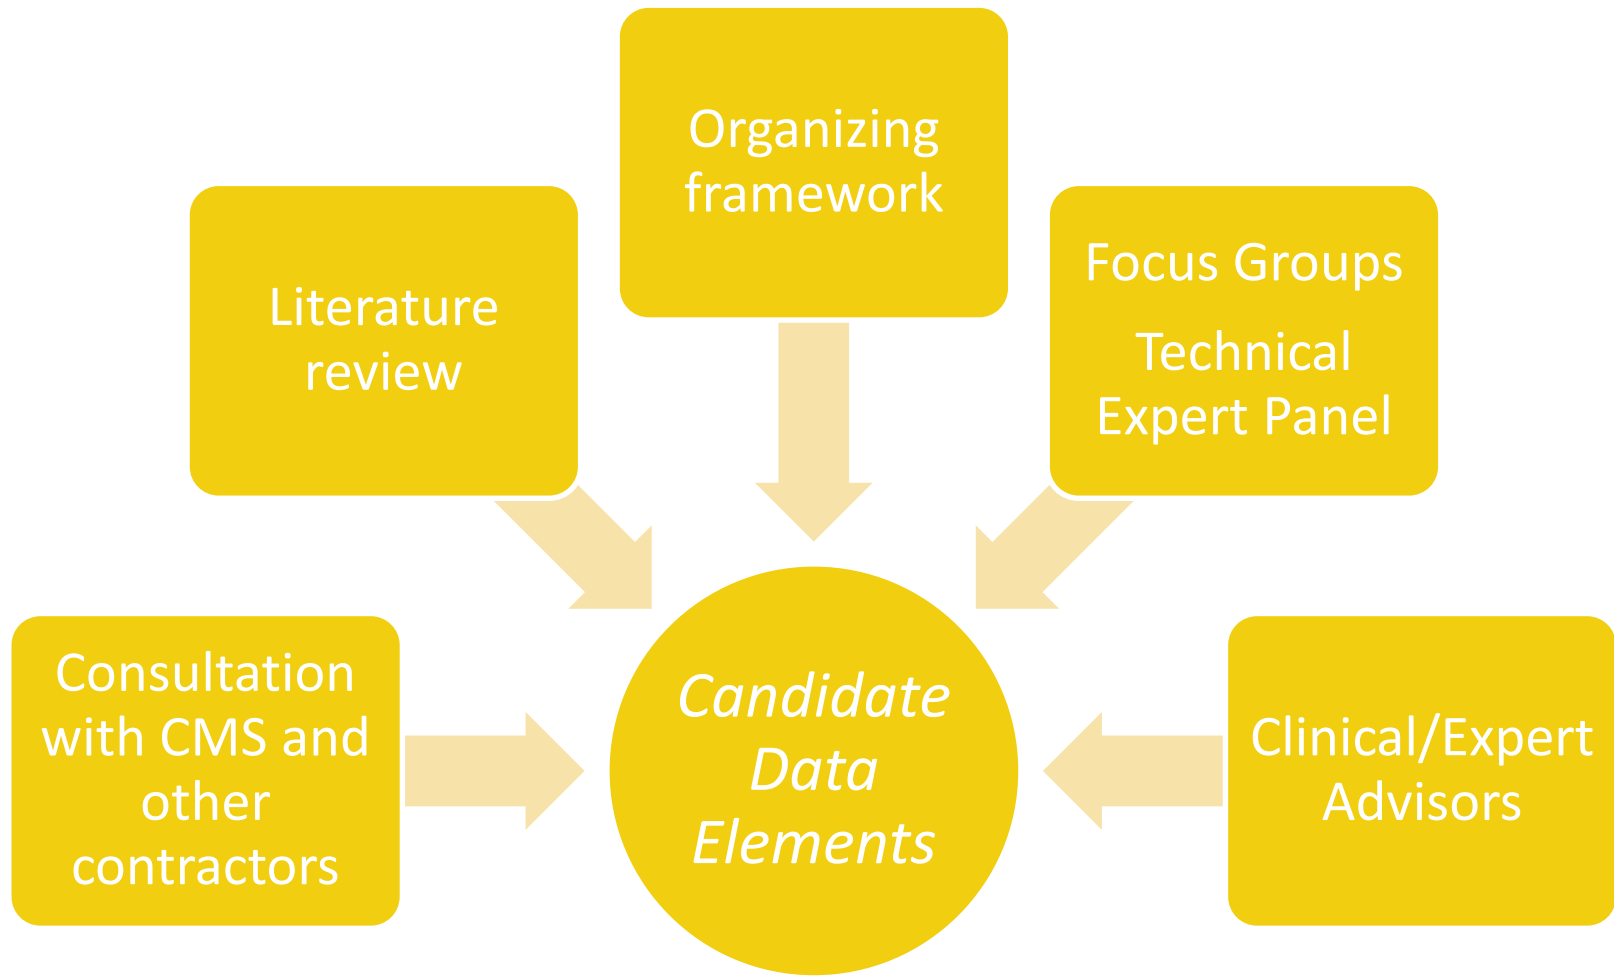 Organizing
framework
Literature
review
Focus Groups
Technical
Expert Panel
Consultation
with CMS and
other
contractors
Candidate
Data
Elements
Clinical/Expert
Advisors